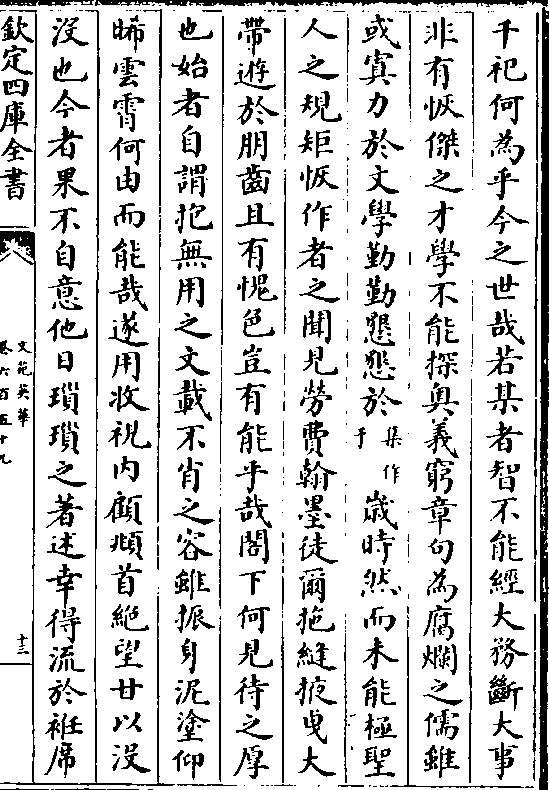 千祀何為乎今之世哉若某者智不能經大務斷大事
非有恢傑之才學不能探奥義窮章句為腐爛之儒雖
或寘力於文學勤勤懇懇於集作于歲時然而未能極聖
人之規矩恢作者之聞見勞費翰墨徒爾拖縫掖曵大
帶遊於朋齒且有愧色豈有能乎哉閣下何見待之厚
也始者自謂抱無用之文載不肖之容雖振身泥塗仰
晞雲霄何由而能哉遂用收視内顧頫首絶望甘以没
没也今者果不自意他日瑣瑣之著述幸得流於袵席
欽定四庫全書
文苑英華
卷六百五十九
十三